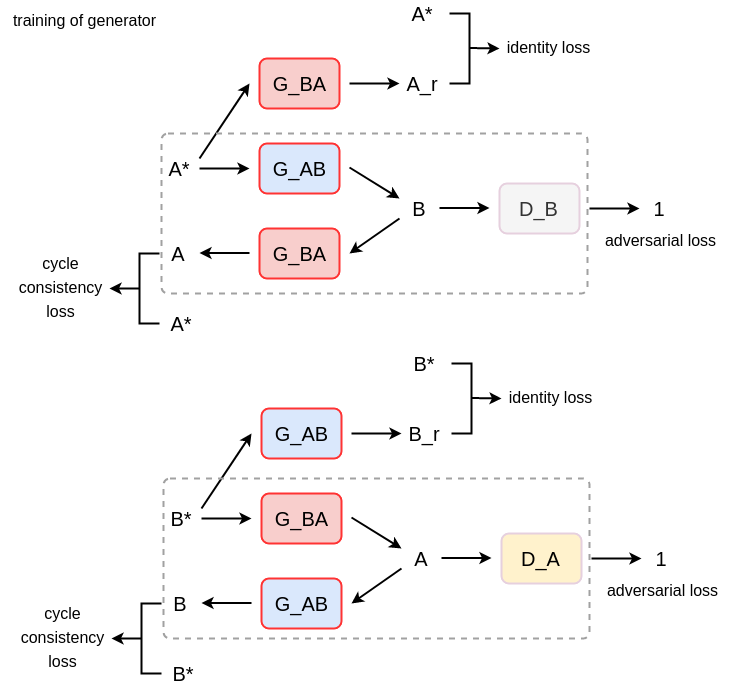 training of generator
A*
identity loss
G_BA
A_r
A*
G_AB
B
D_B
1
adversarial loss
A
G_BA
cycle
consistency
loss
A*
B*
identity loss
G_AB
B_r
B*
G_BA
A
D_A
1
adversarial loss
B
G_AB
cycle
consistency
loss
B*